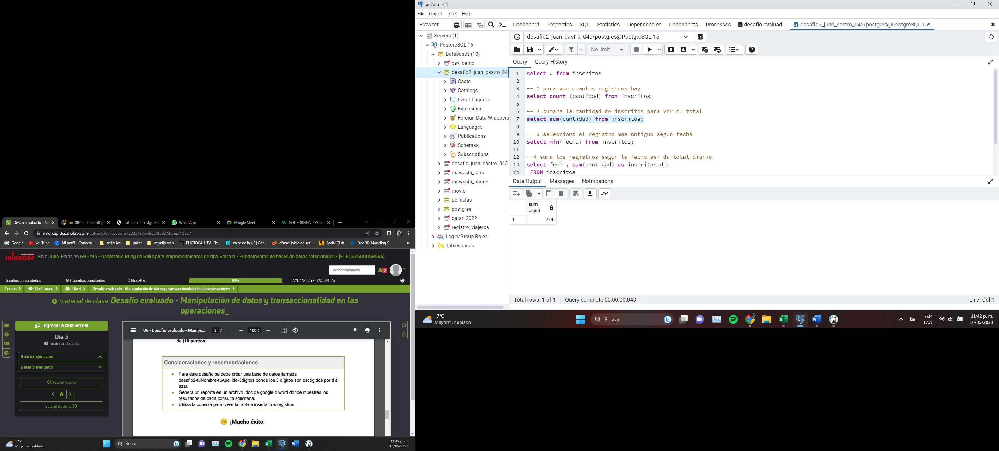 pgAdmin 4
File Object Tools Help
Browser
Dashboard Properties SQL Statistics Dependencies Dependents Processes desafio evaluad... desafio2_juan_castro_045/postgres@PostgreSQL 15*
desafio2_juan_castro_045/postgres@PostgreSQL 15
No limit
E
Servers (1)
PostgreSQL 15
Databases (10)
csv_demo
desafio2_juan_castro_04
Casts
Catalogs
Event Triggers
Extensions
Foreign Data Wrappers
Languages
Publications
Schemas
Subscriptions
desafio_juan_castro_045
mawashi_cars
mawashi_phone
movie
peliculas
postgres
qatar_2022
registro_viajeros
Login/Group Roles
Tablespaces
Query Query History
1 select * from inscritos
2
3 -- 1 para ver cuantos registros hay
4 select count (cantidad) from inscritos;
5
6 -- 2 sumara la cantidad de inscritos para ver el total
7 select sum(cantidad) from inscritos;
8
9 -- 3 selecciona el registro mas antiguo segun fecha
10 select min(fecha) from inscritos;
11
12 --4 suma los registros segun la fecha asi da total diario
13 select fecha, sum(cantidad) as inscritos_dia
14 FROM inscritos
Data Output Messages Notifications
sum
bigint
1 774
Total rows: 1 of 1 Query complete 00:00:00.048 Ln 7, Col 1
17°C
Mayorm. nublado
Buscar
ESP
LAA
11:42 p. m.
10/05/2023
Desafío evaluado - Ma ror-0045 - TalentoDig Tutorial de PostgreSQ WhatsApp Google Meet SQL FOREIGN KEY Co
inforcap.desafiolab.com/cohorts/87/sections/2225/activities/3860/items/10527
Google YouTube Mi perfil - Conecta... peliculas pallet estudio web PHOTOCALL.TV - Te... Valor de la UF | Con... cPanel Inicio de sesi... Social Club Free 3D Modeling S... »
INFORCAP Hola Juan. Estás en G9 - M3 - Desarrollo Ruby on Rails para emprendimientos de tipo Startup - Fundamentos de bases de datos relacionales - [ELE062600059564]
Buscar contenido...
9
Desafíos completados 99 Desafíos pendientes 0 Medallas 99% 27/04/2023 - 17/05/2023
Cursos Dashboard Día 3 Desafío evaluado - Manipulación de datos y transaccionalidad en las operaciones
material de clase Desafío evaluado - Manipulación de datos y transaccionalidad en las
operaciones_
Ingresar a sala virtual
Día 3
material de clase
Guía de ejercicios
Desafío evaluado
Sección Anterior
Sección Siguiente
06 - Desafío evaluado - Manipu... 3 / 3 100%
de (10 puntos)
Consideraciones y recomendaciones
● Para este desafío se debe crear una base de datos llamada
desafio2-tuNombre-tuApellido-3digitos donde los 3 dígitos son escogidos por ti al
azar.
● Genera un reporte en un archivo .doc de google o word donde muestres los
resultados de cada consulta solicitada.
● Utiliza la consola para crear la tabla e insertar los registros.
😊 ¡Mucho éxito!
17°C
Mayorm. nublado
Buscar
11:42 p. m.
10/05/2023